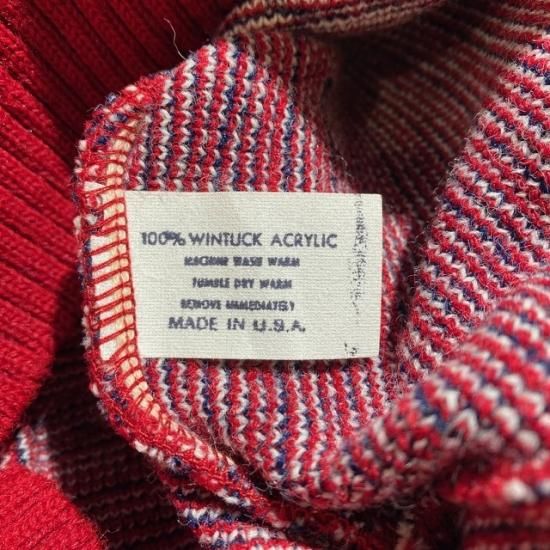 100% WINTUCK ACRYLIC
MACHINE WASH WARM
TUMBLE DRY WARM
REMOVE IMMEDIATELY
MADE IN U.S.A.